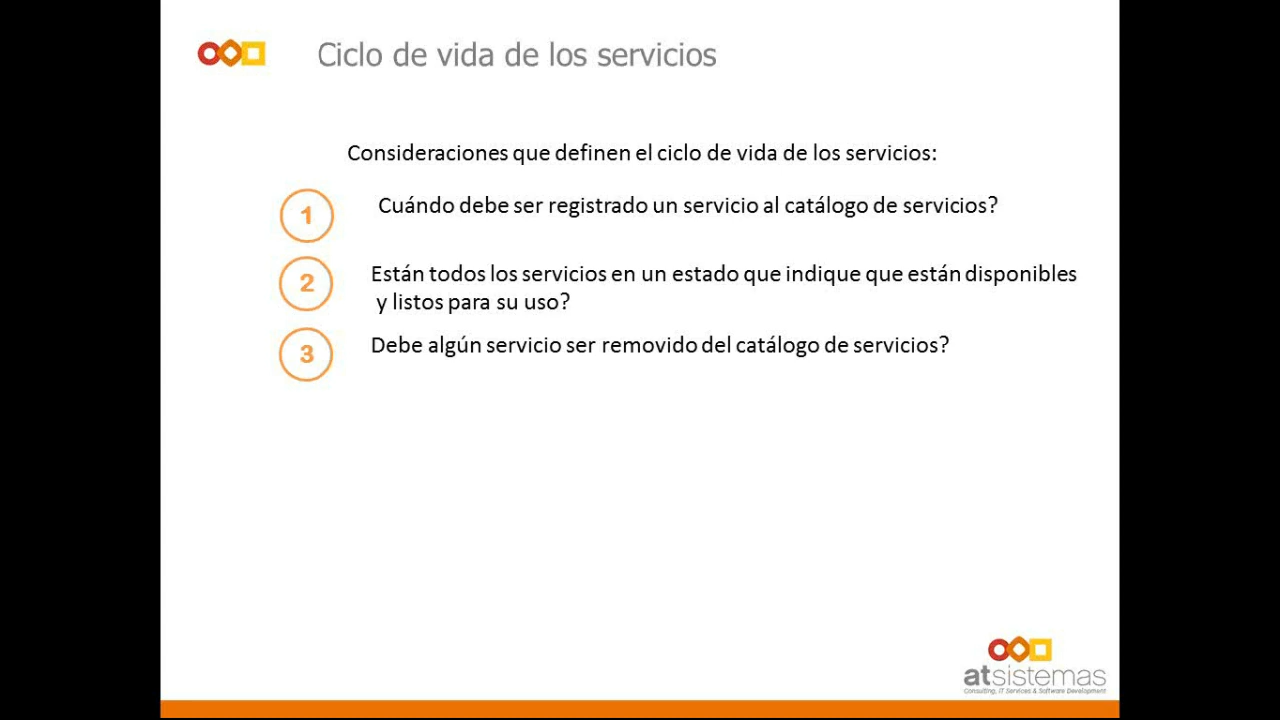 Ciclo de vida de los servicios
Consideraciones que definen el ciclo de vida de los servicios:
1 Cuándo debe ser registrado un servicio al catálogo de servicios?
2 Están todos los servicios en un estado que indique que están disponibles
y listos para su uso?
3 Debe algún servicio ser removido del catálogo de servicios?
atsistemas
Consulting, IT Services & Software Development